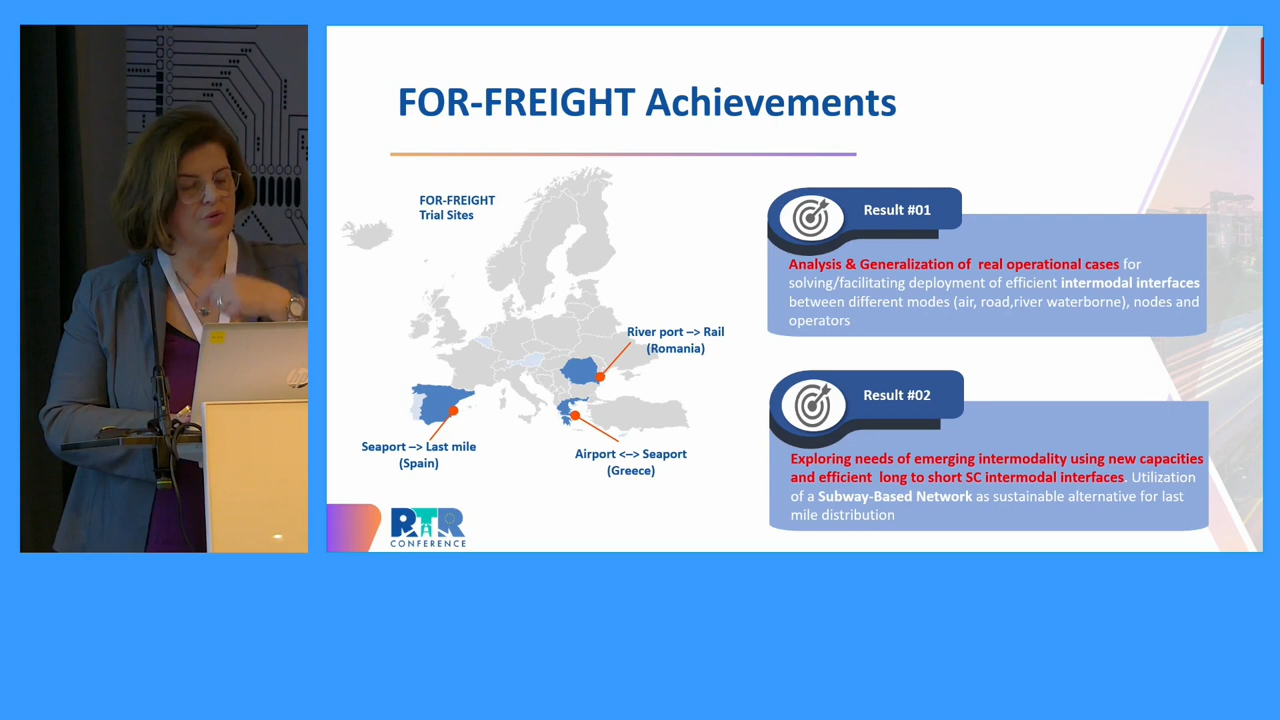 FOR-FREIGHT Achievements
FOR-FREIGHT
Trial Sites
River port –> Rail
(Romania)
Seaport –> Last mile
(Spain)
Airport <–> Seaport
(Greece)
Result #01
Analysis & Generalization of real operational cases for
solving/facilitating deployment of efficient intermodal interfaces
between different modes (air, road,river waterborne), nodes and
operators
Result #02
Exploring needs of emerging intermodality using new capacities
and efficient long to short SC intermodal interfaces. Utilization
of a Subway-Based Network as sustainable alternative for last
mile distribution
RTR
CONFERENCE
hp